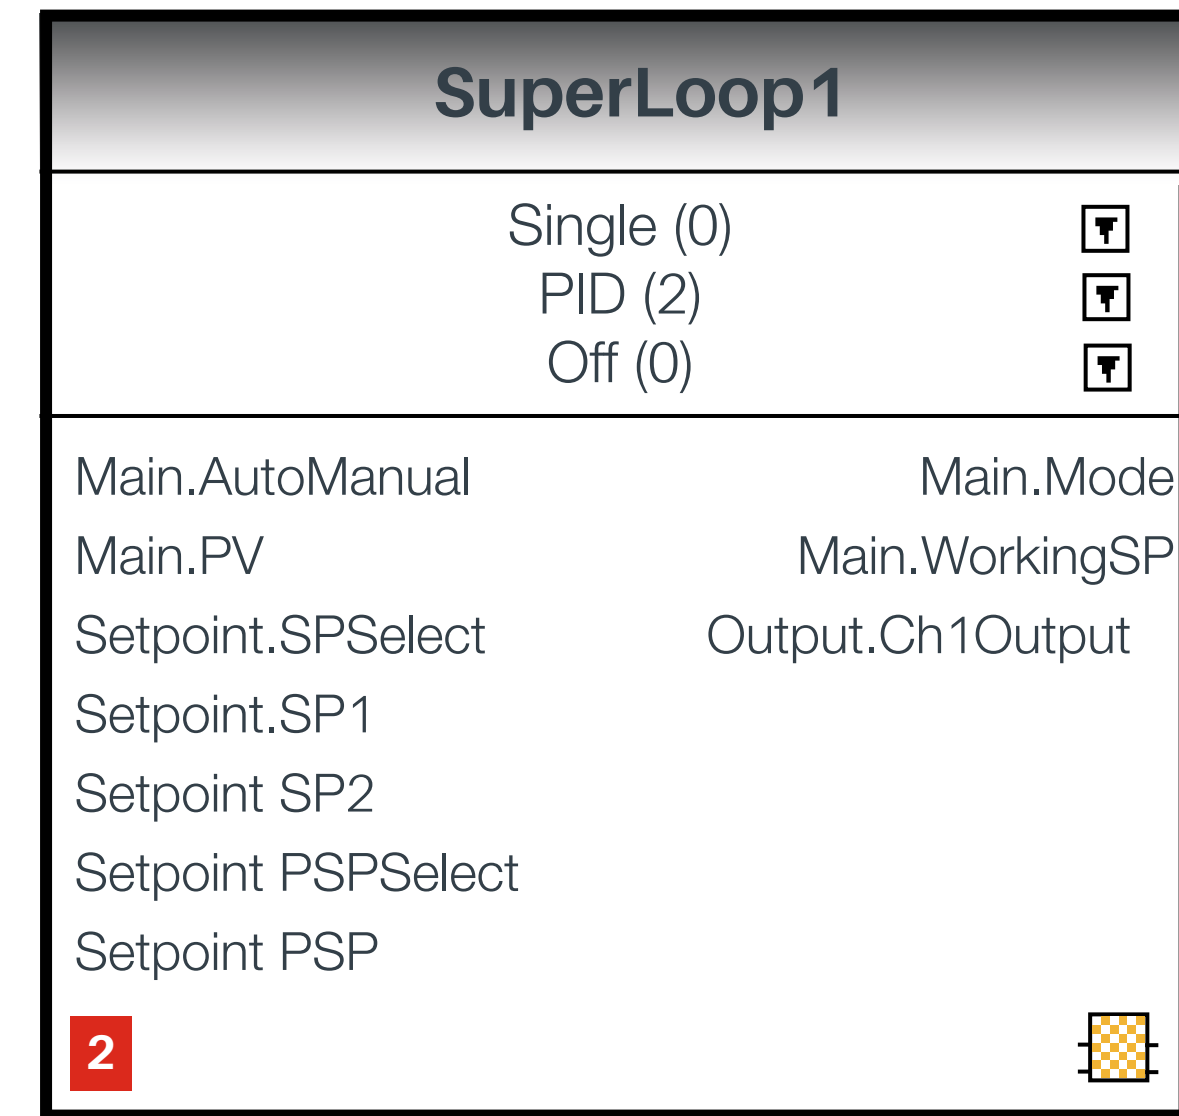 SuperLoop1
Single (0)
PID (2)
Off (0)
Main.AutoManual Main.Mode
Main.PV Main.WorkingSP
Setpoint.SPSelect Output.Ch1Output
Setpoint.SP1
Setpoint SP2
Setpoint PSPSelect
Setpoint PSP
2